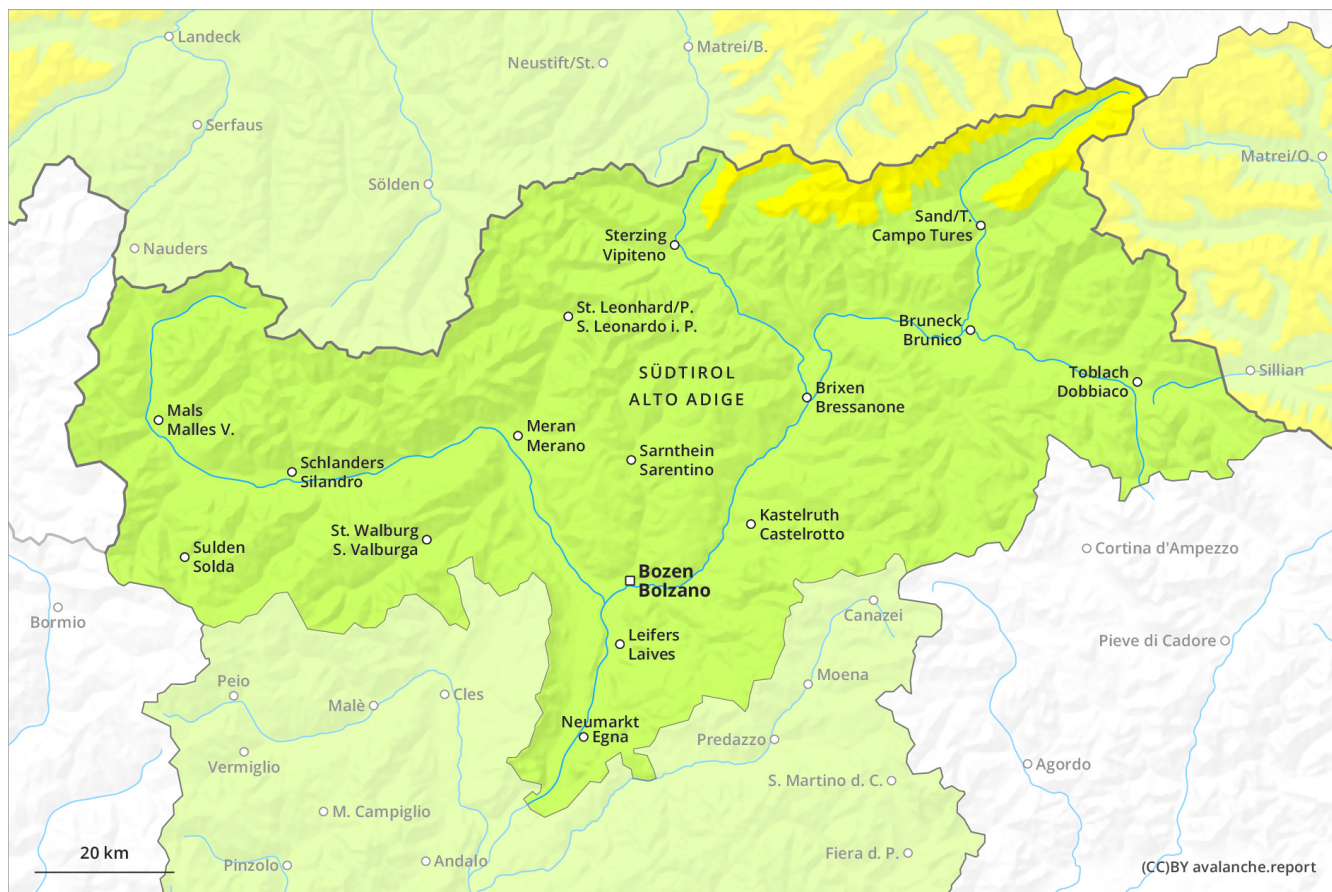 Landeck
Matrei/B.
Neustift/St.
Serfaus
Matrei/O.
Sölden
Sand/T.
Campo Tures
Nauders
Sterzing
Vipiteno
St. Leonhard/P.
S. Leonardo i. P.
Bruneck
Brunico
SÜDTIROL
ALTO ADIGE
Toblach
Dobbiaco
Sillian
Brixen
Bressanone
Mals
Malles V.
Meran
Merano
Sarnthein
Sarentino
Schlanders
Silandro
Kastelruth
Castelrotto
St. Walburg
S. Valburga
Sulden
Solda
Cortina d'Ampezzo
Bozen
Bolzano
Bormio
Canazei
Leifers
Laives
Pieve di Cadore
Moena
Peio
Cles
Malè
Neumarkt
Egna
Predazzo
Vermiglio
Agordo
S. Martino d. C.
M. Campiglio
20 km
Andalo
Pinzolo
Fiera d. P.
(CC)BY avalanche.report